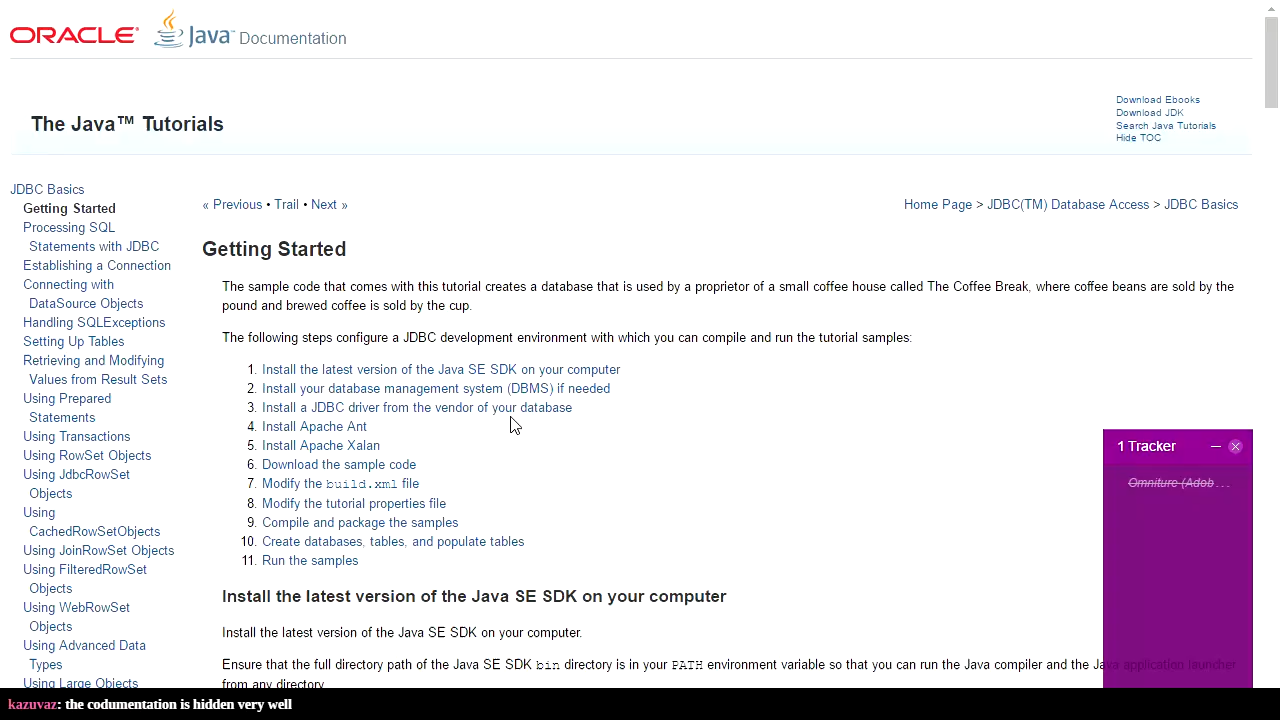 ORACLE Java™ Documentation
The Java™ Tutorials
Download Ebooks
Download JDK
Search Java Tutorials
Hide TOC
JDBC Basics
Getting Started
Processing SQL
Statements with JDBC
Establishing a Connection
Connecting with
DataSource Objects
Handling SQLExceptions
Setting Up Tables
Retrieving and Modifying
Values from Result Sets
Using Prepared
Statements
Using Transactions
Using RowSet Objects
Using JdbcRowSet
Objects
Using
CachedRowSetObjects
Using JoinRowSet Objects
Using FilteredRowSet
Objects
Using WebRowSet
Objects
Using Advanced Data
Types
Using Large Objects
« Previous • Trail • Next »
Home Page > JDBC(TM) Database Access > JDBC Basics
Getting Started
The sample code that comes with this tutorial creates a database that is used by a proprietor of a small coffee house called The Coffee Break, where coffee beans are sold by the
pound and brewed coffee is sold by the cup.
The following steps configure a JDBC development environment with which you can compile and run the tutorial samples:
1. Install the latest version of the Java SE SDK on your computer
2. Install your database management system (DBMS) if needed
3. Install a JDBC driver from the vendor of your database
4. Install Apache Ant
5. Install Apache Xalan
6. Download the sample code
7. Modify the build.xml file
8. Modify the tutorial properties file
9. Compile and package the samples
10. Create databases, tables, and populate tables
11. Run the samples
Install the latest version of the Java SE SDK on your computer
Install the latest version of the Java SE SDK on your computer.
Ensure that the full directory path of the Java SE SDK bin directory is in your PATH environment variable so that you can run the Java compiler and the Java application launcher
from any directory.
1 Tracker
Omniture (Adob...
kazuvaz: the codumentation is hidden very well